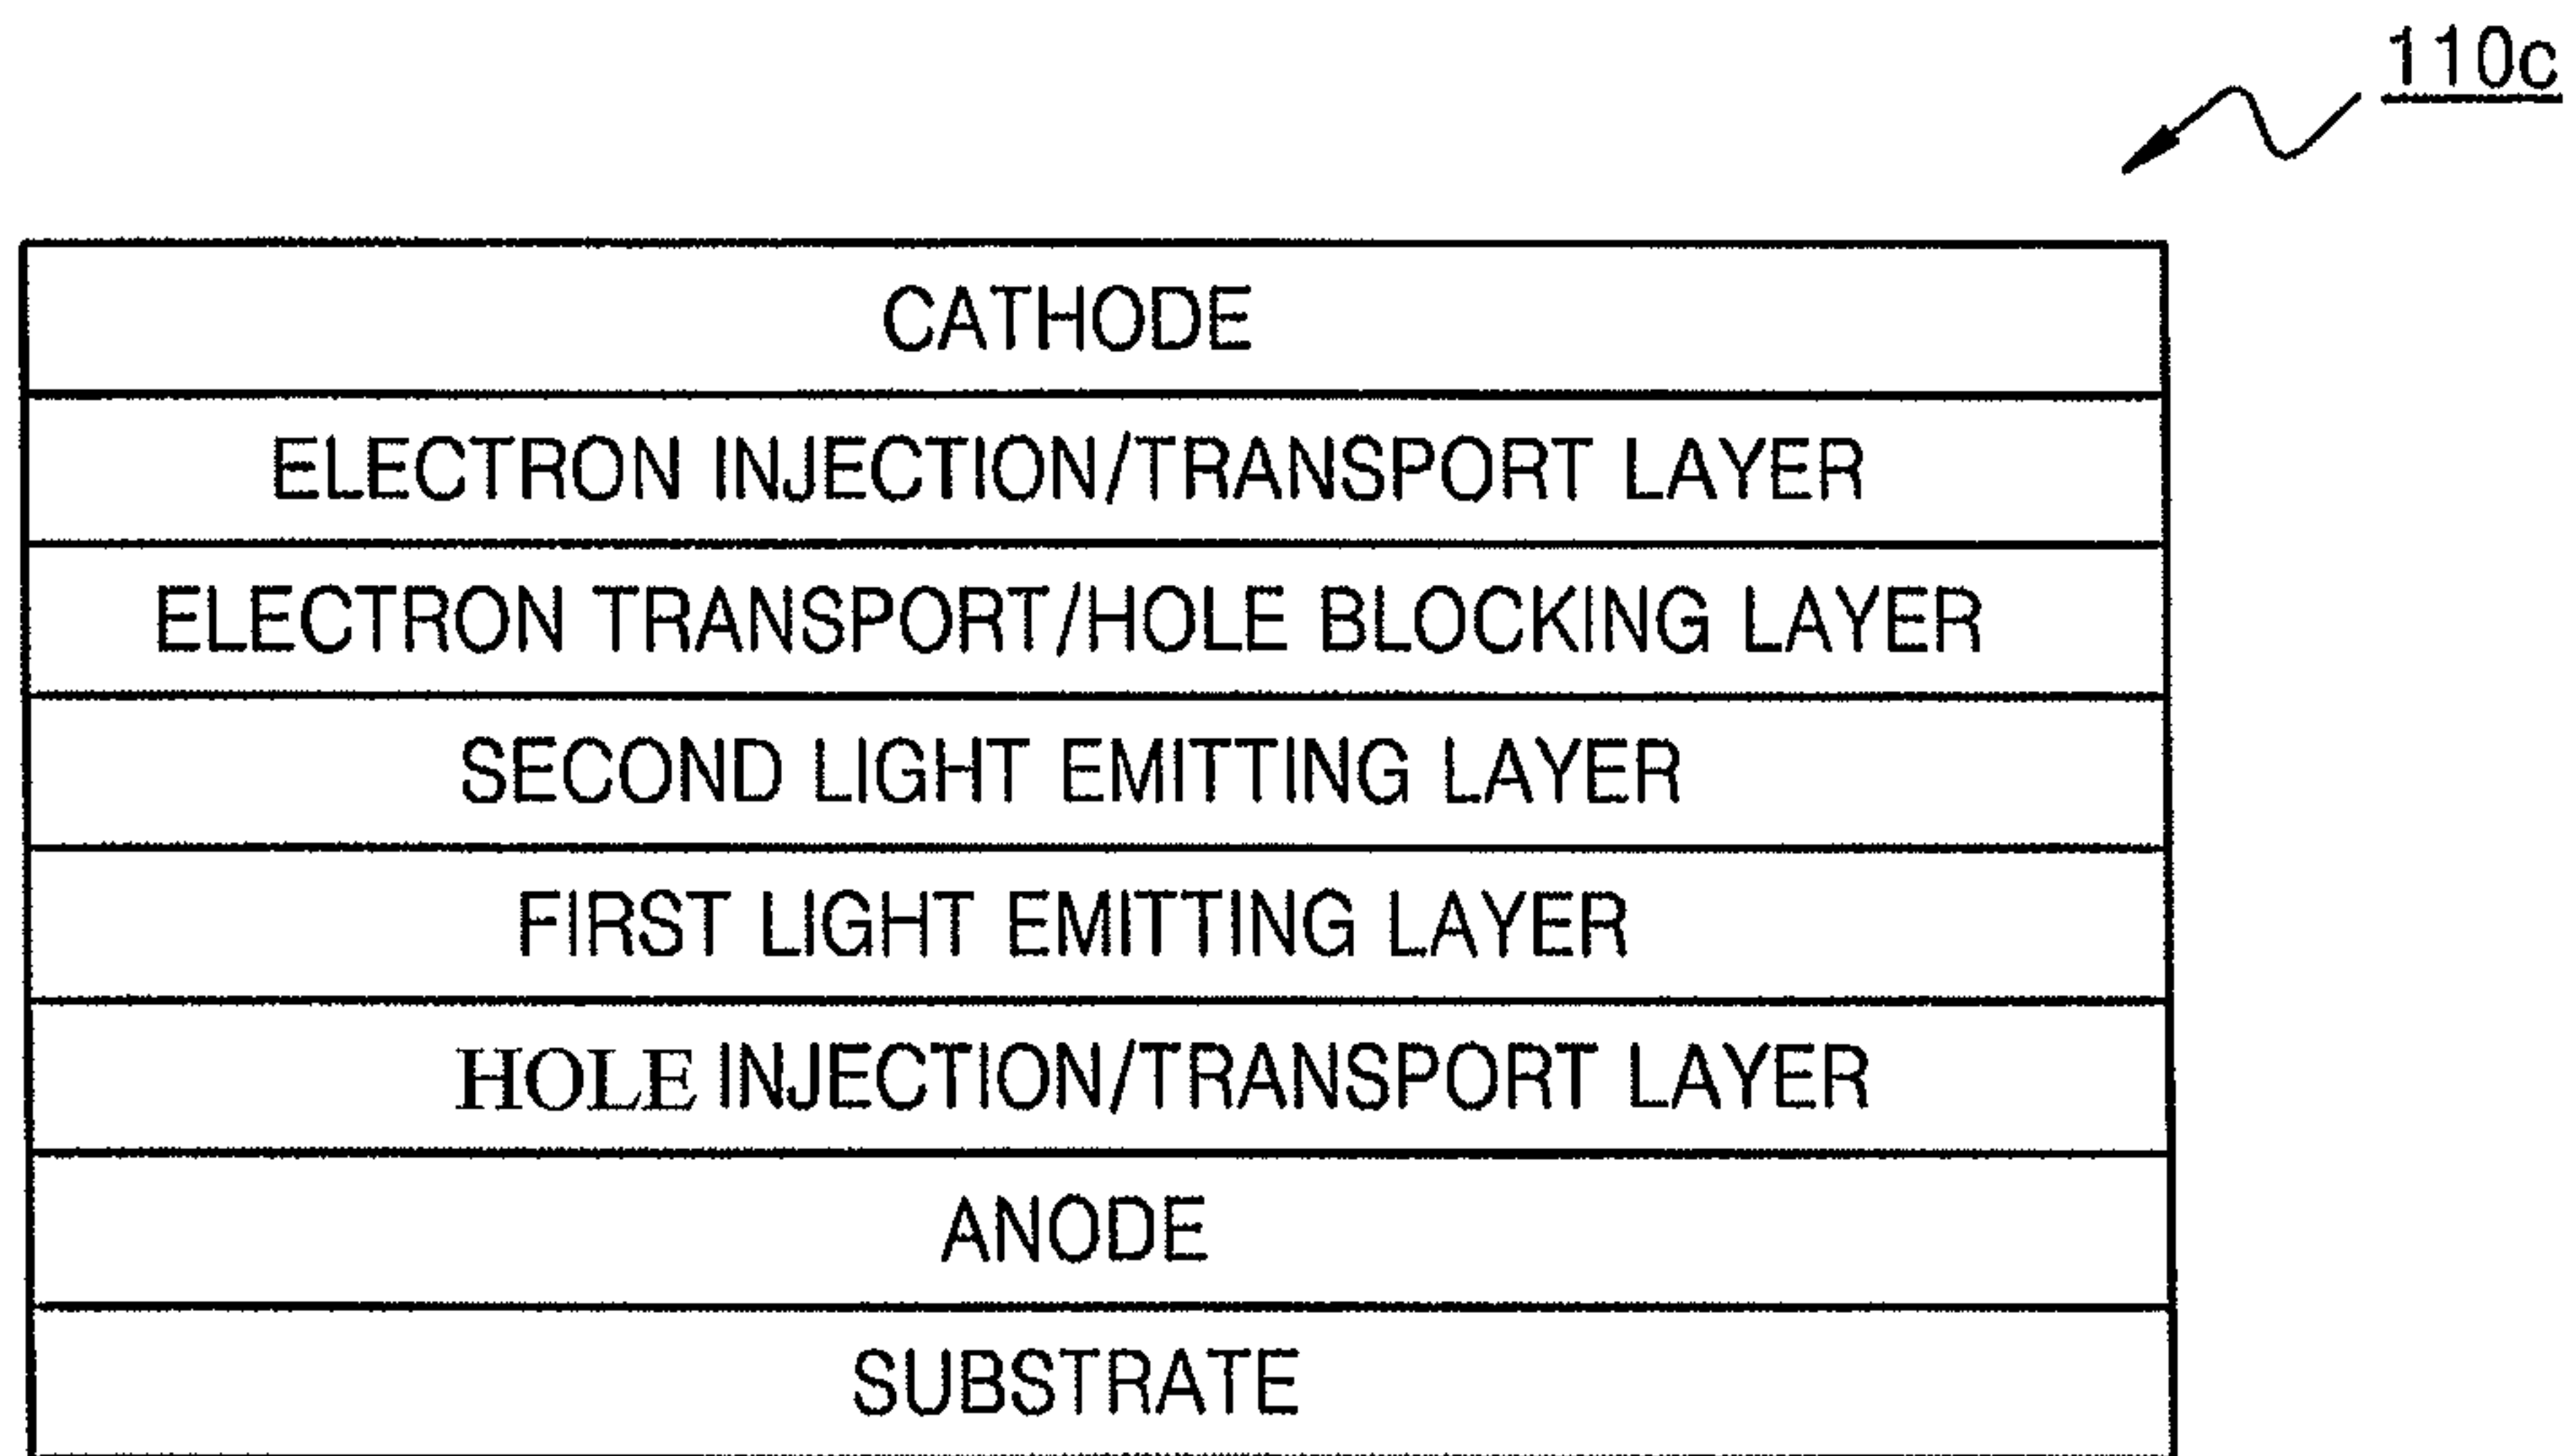 110c
CATHODE
ELECTRON INJECTION/TRANSPORT LAYER
ELECTRON TRANSPORT/HOLE BLOCKING LAYER
SECOND LIGHT EMITTING LAYER
FIRST LIGHT EMITTING LAYER
HOLE INJECTION/TRANSPORT LAYER
ANODE
SUBSTRATE